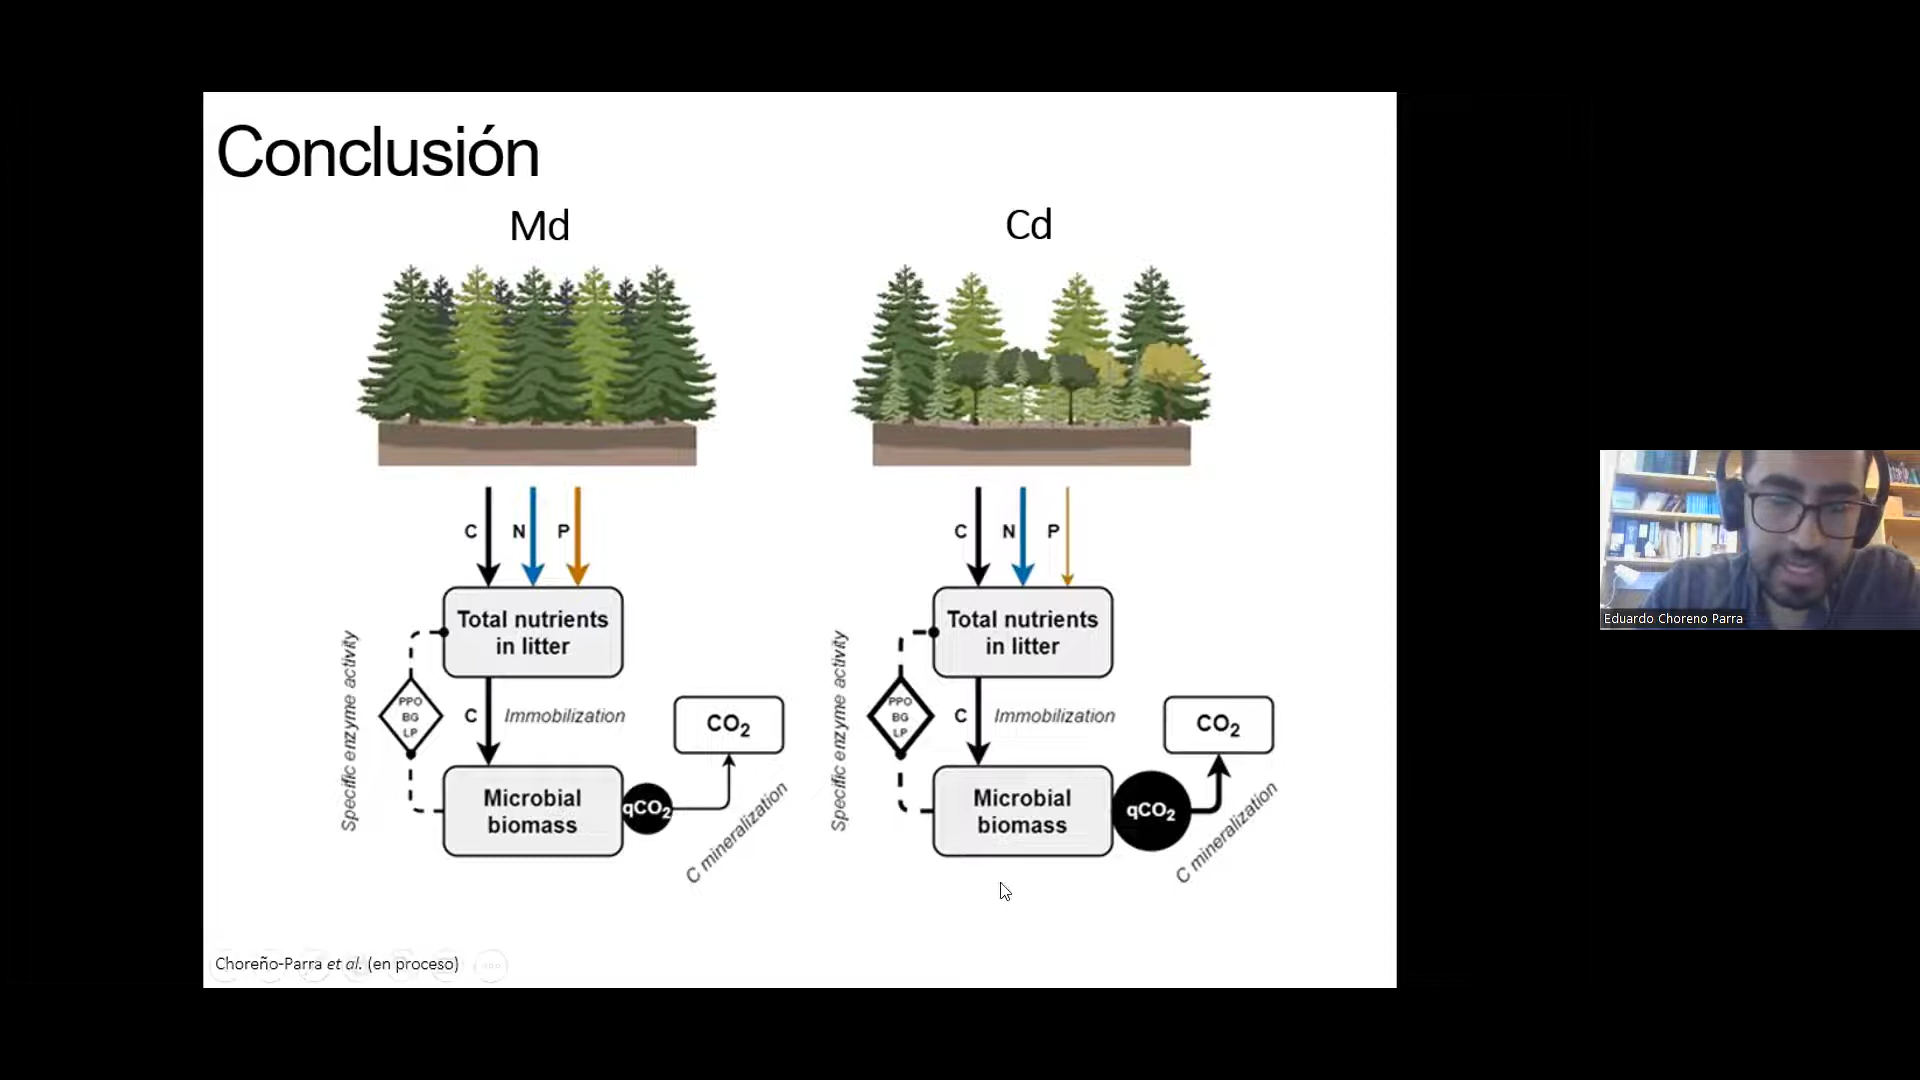 Conclusión
Md
Cd
C
N
P
C
N
P
Total nutrients
in litter
Total nutrients
in litter
Specific enzyme activity
PPO
BG
LP
C
Immobilization
CO₂
Specific enzyme activity
PPO
BG
LP
C
Immobilization
CO₂
Microbial
biomass
qCO₂
C mineralization
Microbial
biomass
qCO₂
C mineralization
Eduardo Choreno Parra
Choreño-Parra et al. (en proceso)